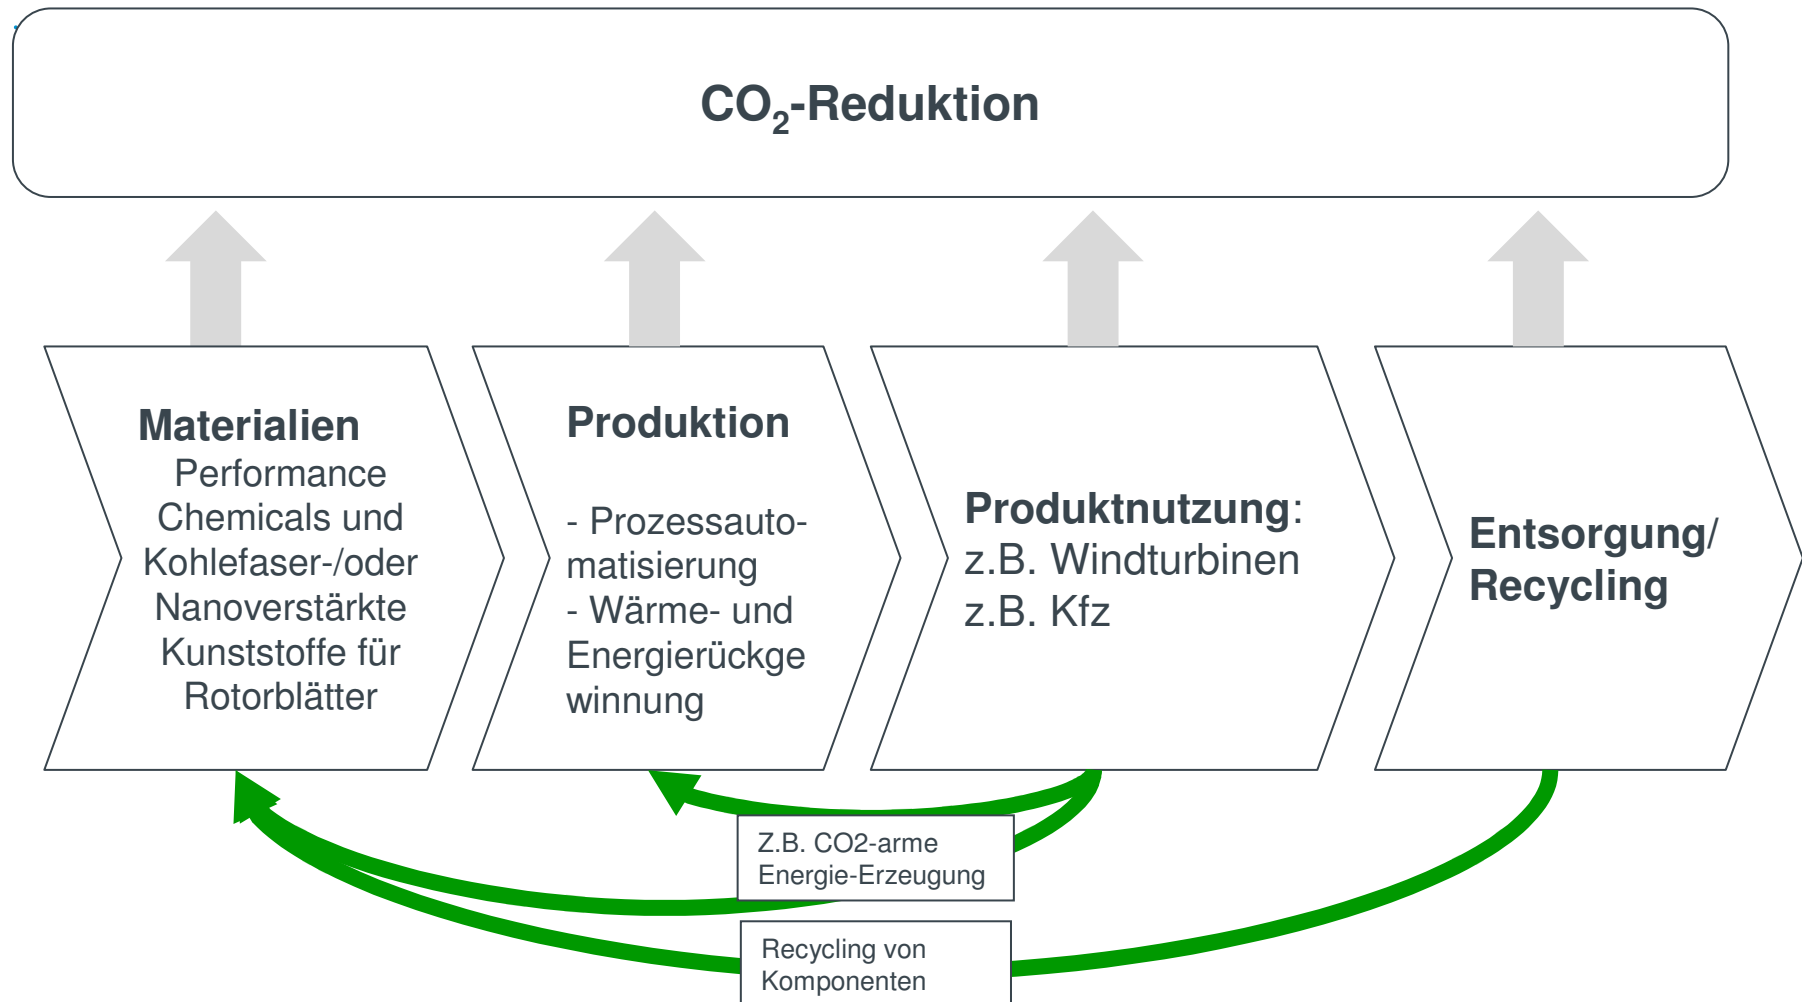 CO₂-Reduktion
Materialien
Performance
Chemicals und
Kohlefaser-/oder
Nanoverstärkte
Kunststoffe für
Rotorblätter
Produktion
- Prozessauto-
matisierung
- Wärme- und
Energierückge
winnung
Produktnutzung:
z.B. Windturbinen
z.B. Kfz
Entsorgung/
Recycling
Z.B. CO2-arme
Energie-Erzeugung
Recycling von
Komponenten